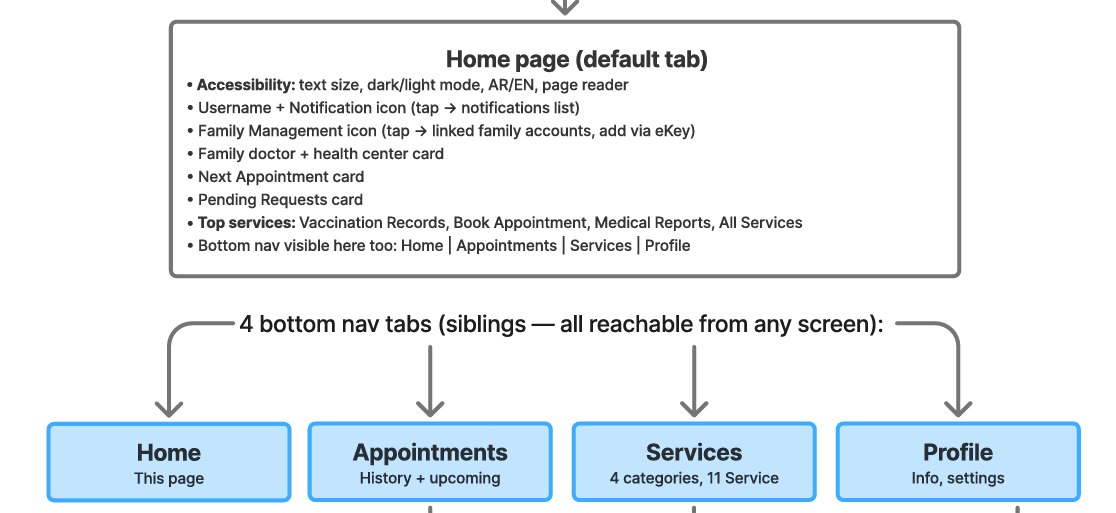 Home page (default tab)
• Accessibility: text size, dark/light mode, AR/EN, page reader
• Username + Notification icon (tap → notifications list)
• Family Management icon (tap → linked family accounts, add via eKey)
• Family doctor + health center card
• Next Appointment card
• Pending Requests card
• Top services: Vaccination Records, Book Appointment, Medical Reports, All Services
• Bottom nav visible here too: Home | Appointments | Services | Profile
4 bottom nav tabs (siblings — all reachable from any screen):
Home
This page
Appointments
History + upcoming
Services
4 categories, 11 Service
Profile
Info, settings